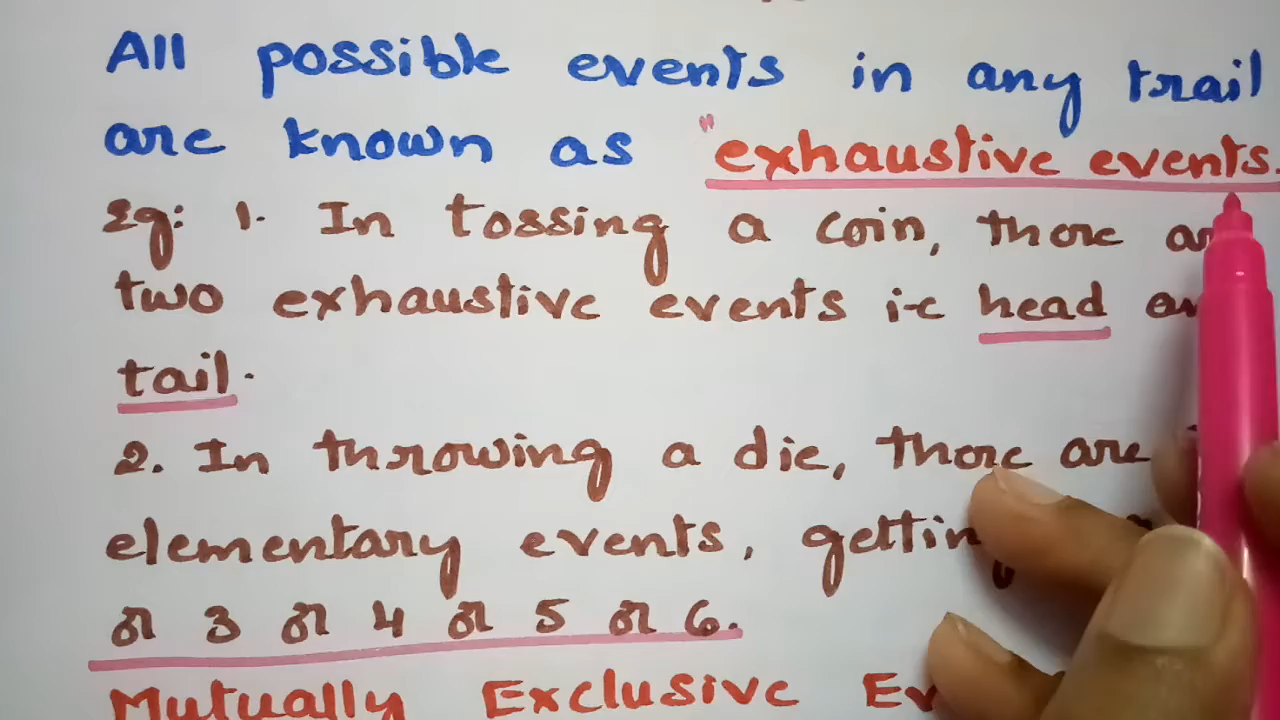 All possible events in any trail
are known as "exhaustive events.
Eg: 1. In tossing a coin, there
two exhaustive events i-e head
tail.
2. In throwing a die, there are
elementary events, getting
or 3 or 4 or 5 or 6.
Mutually Exclusive